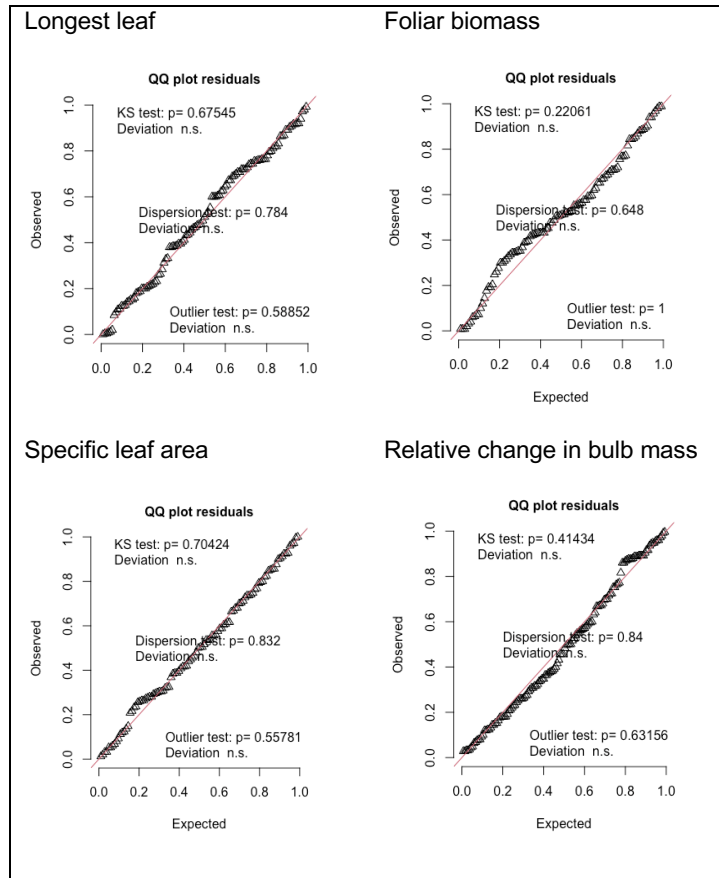 Longest leaf
QQ plot residuals
KS test: p= 0.67545
Deviation n.s.
Dispersion test: p= 0.784
Deviation n.s.
Outlier test: p= 0.58852
Deviation n.s.
Observed
0.0 0.2 0.4 0.6 0.8 1.0
0.0 0.2 0.4 0.6 0.8 1.0
Foliar biomass
QQ plot residuals
KS test: p= 0.22061
Deviation n.s.
Dispersion test: p= 0.648
Deviation n.s.
Outlier test: p= 1
Deviation n.s.
Observed
0.0 0.2 0.4 0.6 0.8 1.0
0.0 0.2 0.4 0.6 0.8 1.0
Expected
Specific leaf area
QQ plot residuals
KS test: p= 0.70424
Deviation n.s.
Dispersion test: p= 0.832
Deviation n.s.
Outlier test: p= 0.55781
Deviation n.s.
Observed
0.0 0.2 0.4 0.6 0.8 1.0
0.0 0.2 0.4 0.6 0.8 1.0
Expected
Relative change in bulb mass
QQ plot residuals
KS test: p= 0.41434
Deviation n.s.
Dispersion test: p= 0.84
Deviation n.s.
Outlier test: p= 0.63156
Deviation n.s.
Observed
0.0 0.2 0.4 0.6 0.8 1.0
0.0 0.2 0.4 0.6 0.8 1.0
Expected